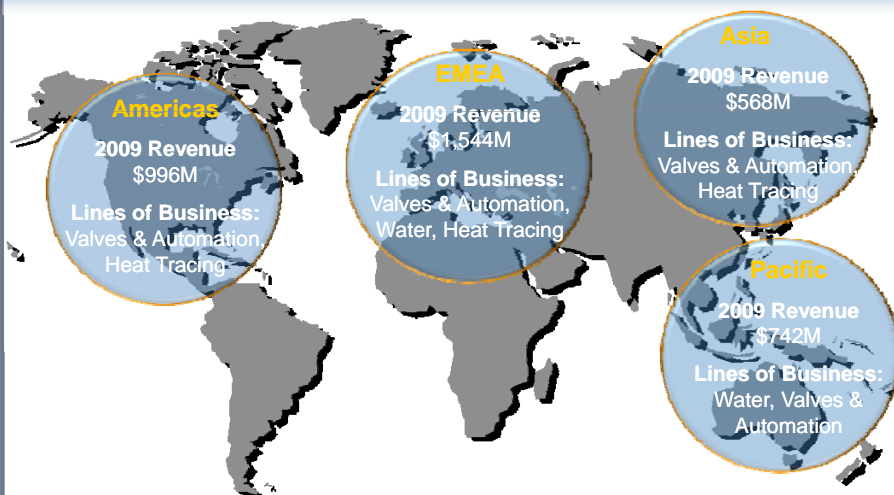 Americas
2009 Revenue
$996M
Lines of Business:
Valves & Automation,
Heat Tracing
EMEA
2009 Revenue
$1,544M
Lines of Business:
Valves & Automation,
Water, Heat Tracing
Asia
2009 Revenue
$568M
Lines of Business:
Valves & Automation,
Heat Tracing
Pacific
2009 Revenue
$742M
Lines of Business:
Water, Valves &
Automation